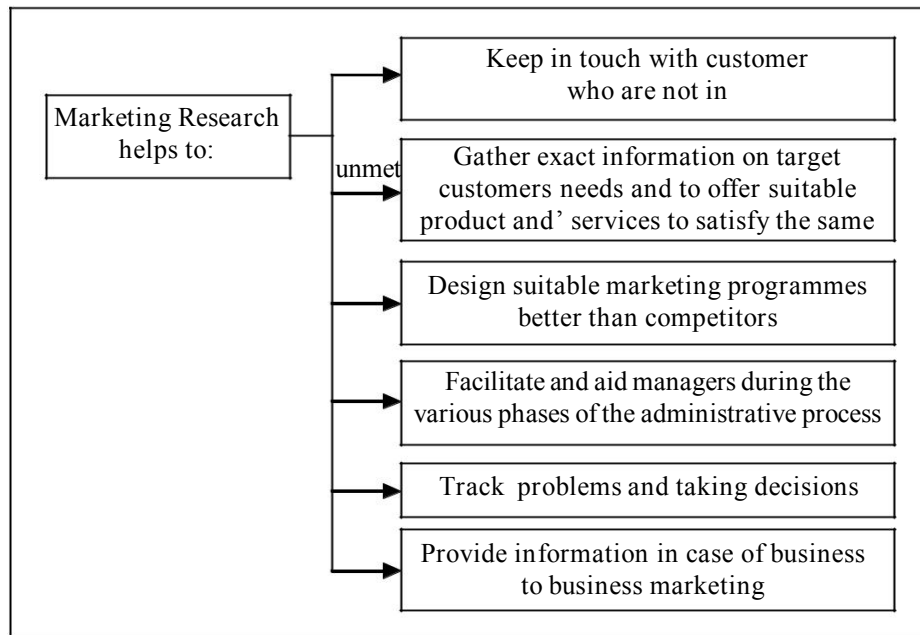 Marketing Research
helps to:
Keep in touch with customer
who are not in
unmet
Gather exact information on target
customers needs and to offer suitable
product and’ services to satisfy the same
Design suitable marketing programmes
better than competitors
Facilitate and aid managers during the
various phases of the administrative process
Track problems and taking decisions
Provide information in case of business
to business marketing